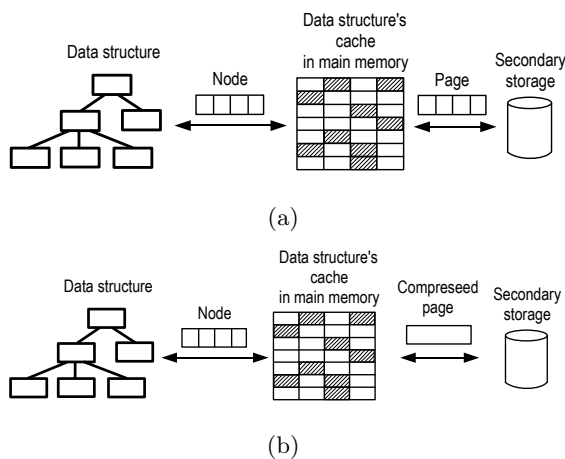 Data structure's
cache
in main memory
Data structure
Node
Page
Secondary
storage
(a)
Data structure's
cache
in main memory
Data structure
Node
Compreseed
page
Secondary
storage
(b)